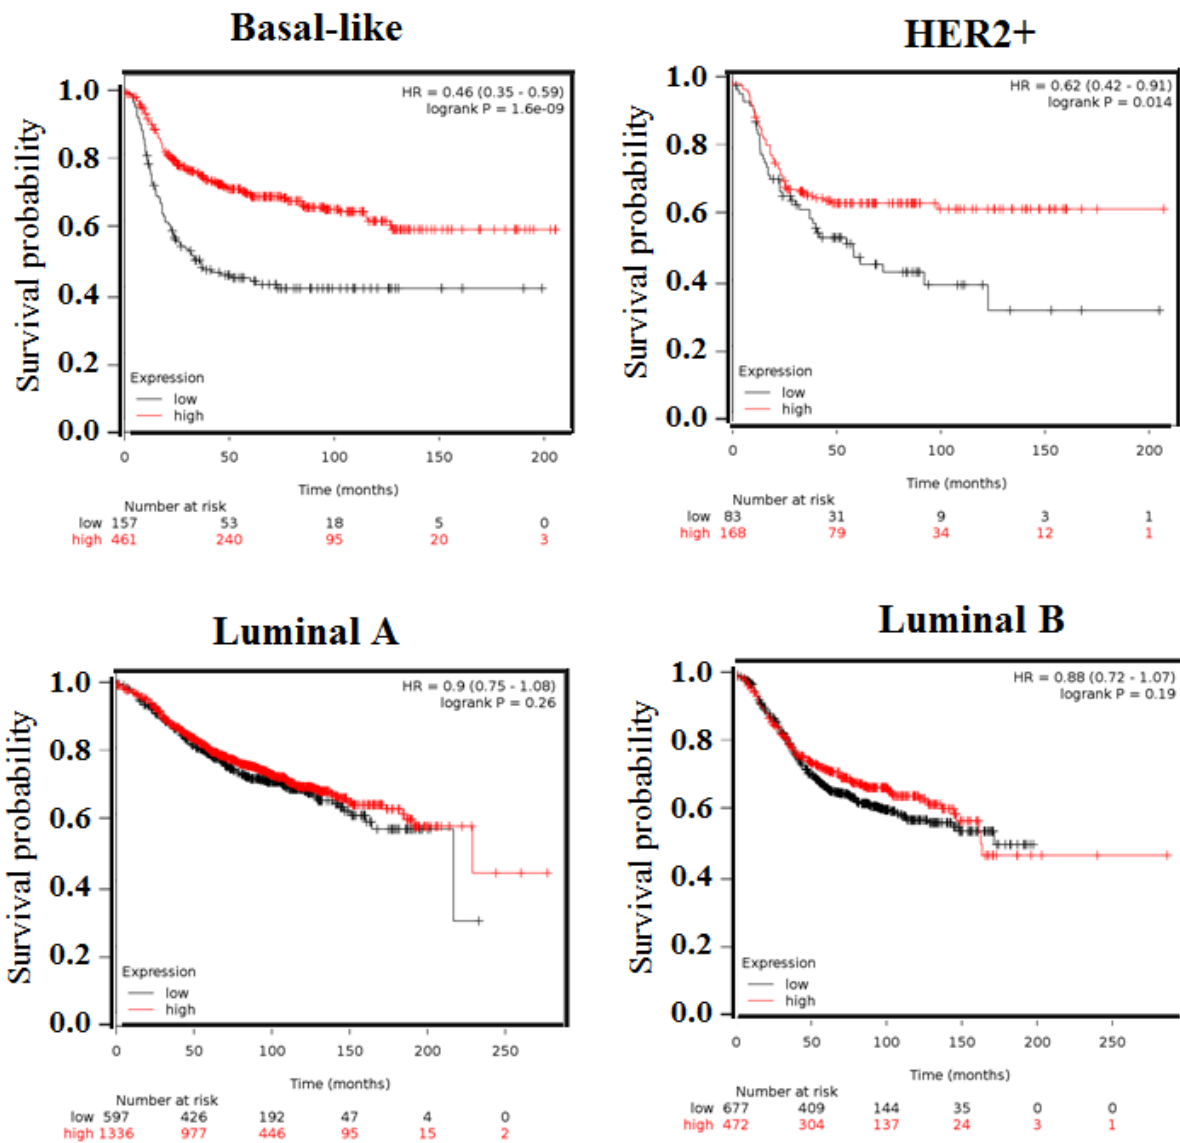 Basal-like
HR = 0.46 (0.35 - 0.59)
logrank P = 1.6e-09
Survival probability
1.0
0.8
0.6
0.4
0.2
0.0
Expression
low
high
0 50 100 150 200
Time (months)
Number at risk
low 157 53 18 5 0
high 461 240 95 20 3
HER2+
HR = 0.62 (0.42 - 0.91)
logrank P = 0.014
Survival probability
1.0
0.8
0.6
0.4
0.2
0.0
Expression
low
high
0 50 100 150 200
Time (months)
Number at risk
low 83 31 9 3 1
high 168 79 34 12 1
Luminal A
HR = 0.9 (0.75 - 1.08)
logrank P = 0.26
Survival probability
1.0
0.8
0.6
0.4
0.2
0.0
Expression
low
high
0 50 100 150 200 250
Time (months)
Number at risk
low 597 426 192 47 4 0
high 1336 977 446 95 15 2
Luminal B
HR = 0.88 (0.72 - 1.07)
logrank P = 0.19
Survival probability
1.0
0.8
0.6
0.4
0.2
0.0
Expression
low
high
0 50 100 150 200 250
Time (months)
Number at risk
low 677 409 144 35 0 0
high 472 304 137 24 3 1